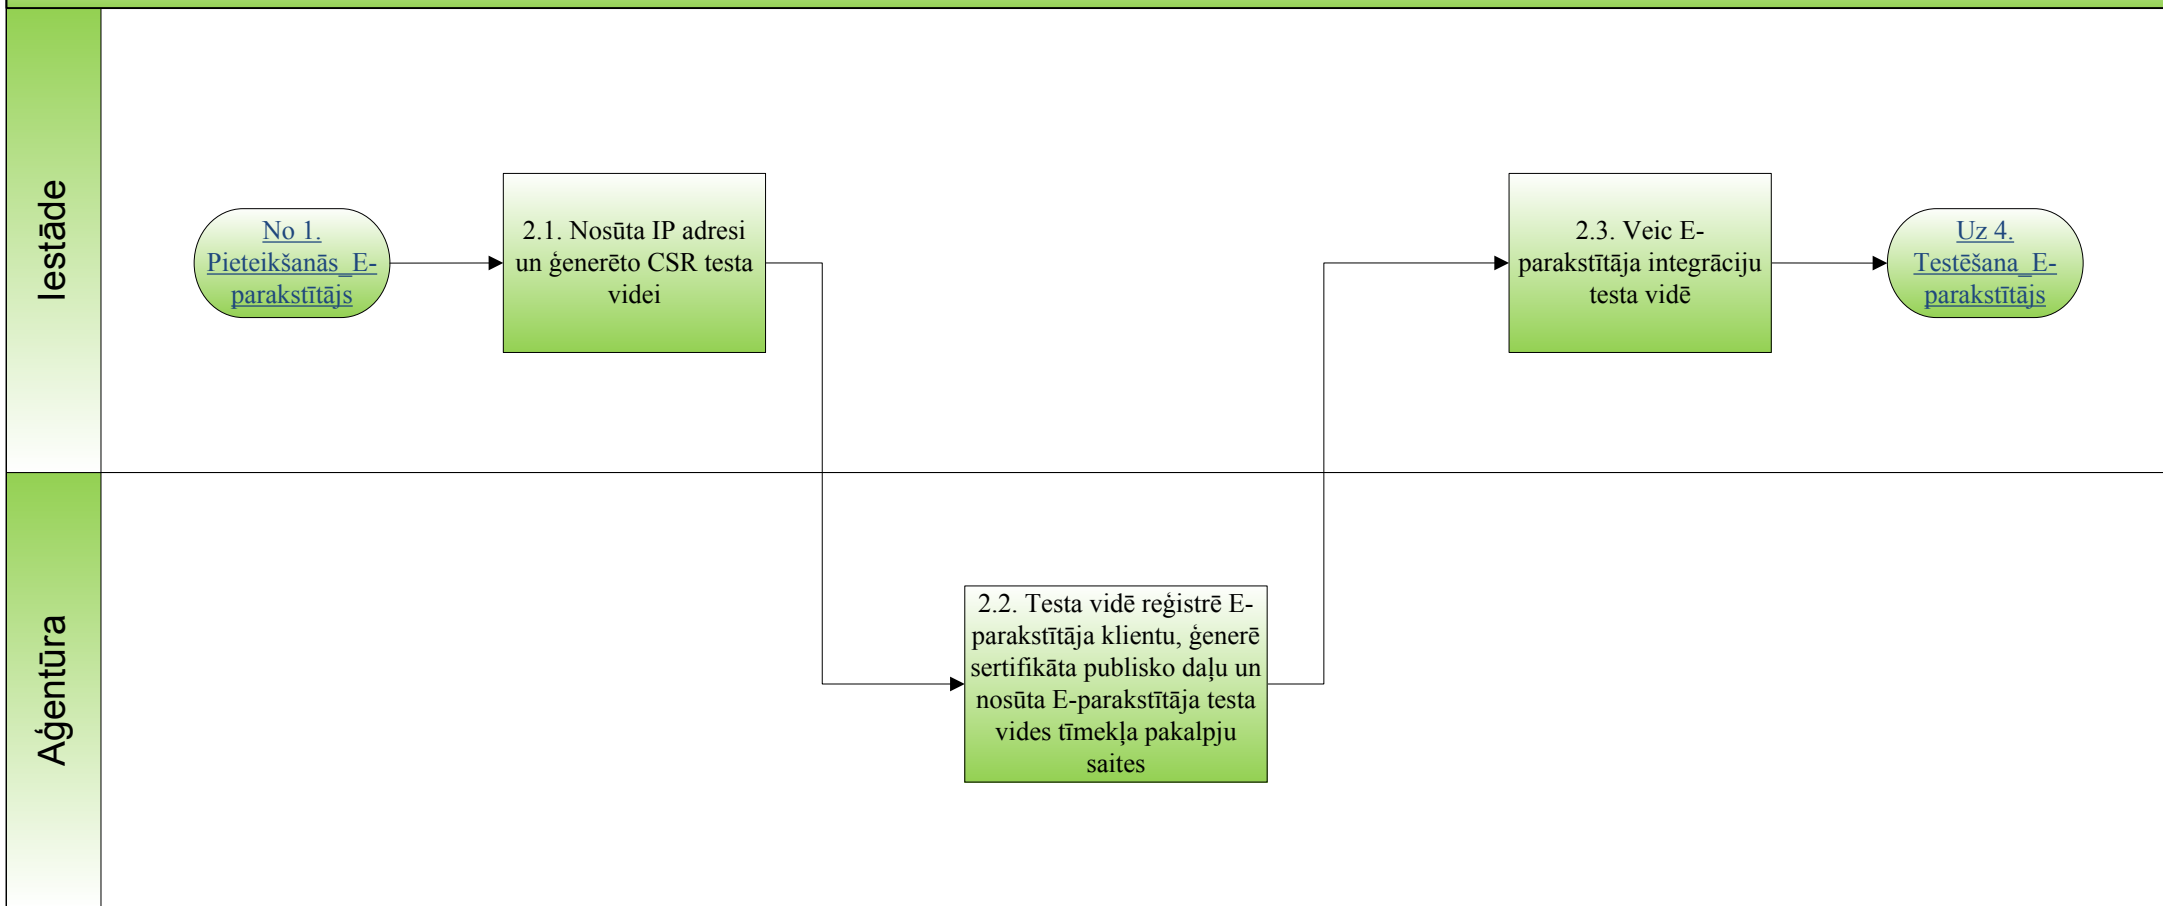 Iestāde
No 1.
Pieteikšanās_E-
parakstītājs
2.1. Nosūta IP adresi
un ģenerēto CSR testa
videi
2.3. Veic E-
parakstītāja integrāciju
testa vidē
Uz 4.
Testēšana_E-
parakstītājs
Aģentūra
2.2. Testa vidē reģistrē E-
parakstītāja klientu, ģenerē
sertifikāta publisko daļu un
nosūta E-parakstītāja testa
vides tīmekļa pakalpju
saites